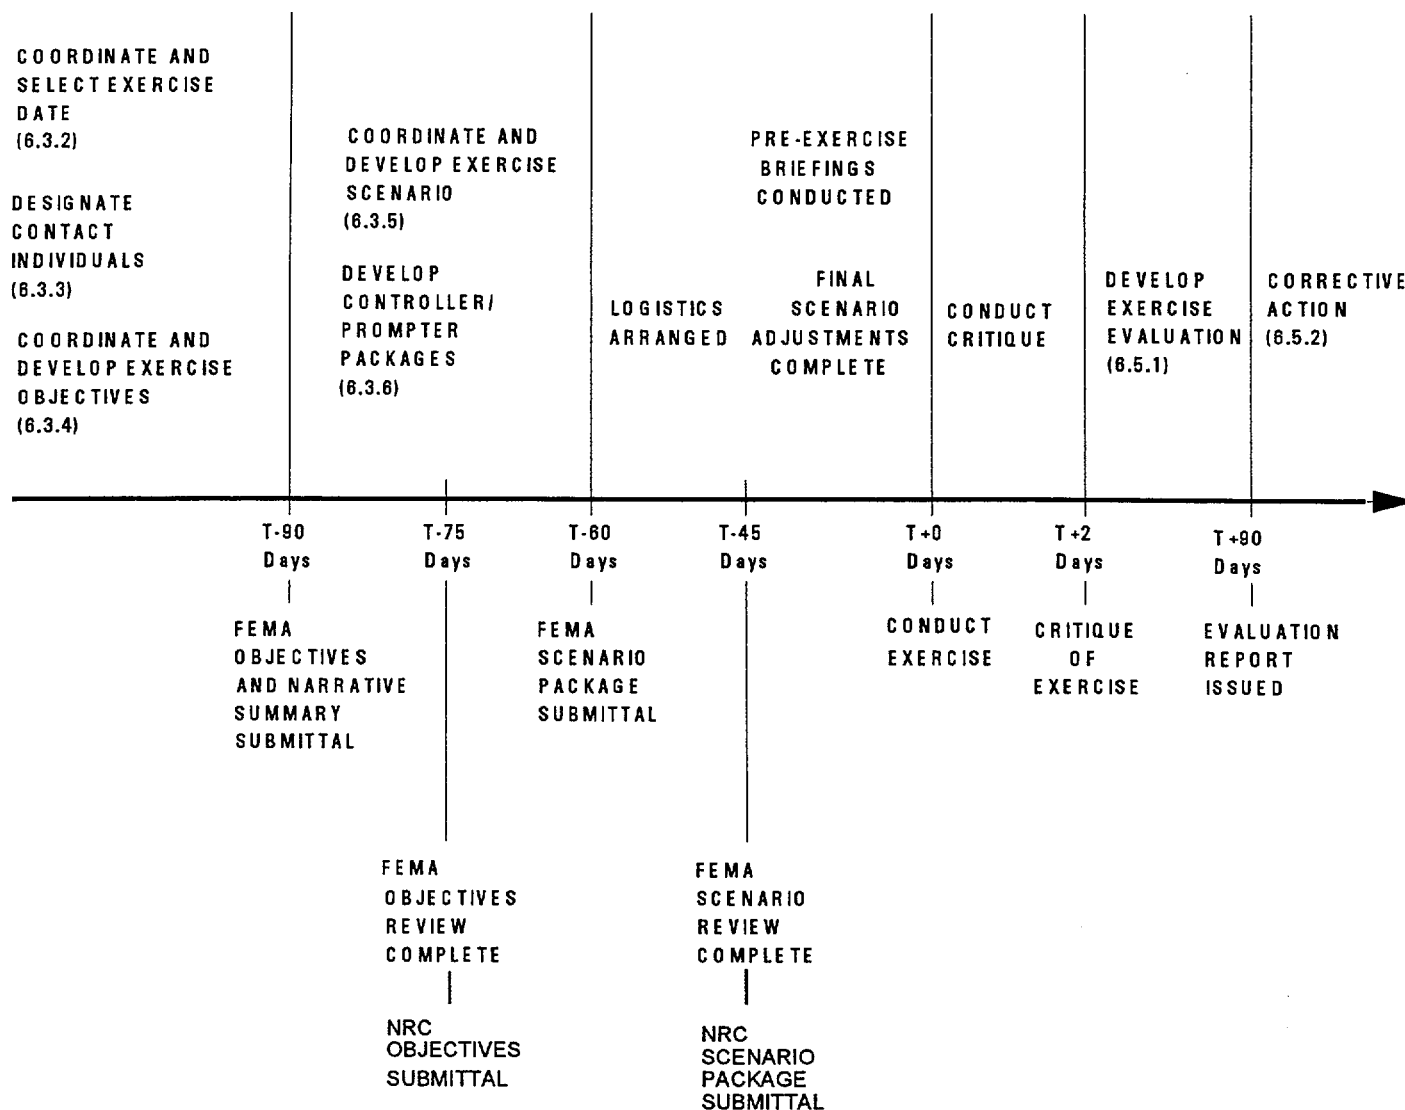 COORDINATE AND
SELECT EXERCISE
DATE
(6.3.2)
DESIGNATE
CONTACT
INDIVIDUALS
(6.3.3)
COORDINATE AND
DEVELOP EXERCISE
OBJECTIVES
(6.3.4)
COORDINATE AND
DEVELOP EXERCISE
SCENARIO
(6.3.5)
DEVELOP
CONTROLLER/
PROMPTER
PACKAGES
(6.3.6)
LOGISTICS
ARRANGED
PRE-EXERCISE
BRIEFINGS
CONDUCTED
FINAL
SCENARIO
ADJUSTMENTS
COMPLETE
CONDUCT
CRITIQUE
DEVELOP
EXERCISE
EVALUATION
(6.5.1)
CORRECTIVE
ACTION
(6.5.2)
T-90
Days
T-75
Days
T-60
Days
T-45
Days
T+0
Days
T+2
Days
T+90
Days
FEMA
OBJECTIVES
AND NARRATIVE
SUMMARY
SUBMITTAL
FEMA
SCENARIO
PACKAGE
SUBMITTAL
CONDUCT
EXERCISE
CRITIQUE
OF
EXERCISE
EVALUATION
REPORT
ISSUED
FEMA
OBJECTIVES
REVIEW
COMPLETE
NRC
OBJECTIVES
SUBMITTAL
FEMA
SCENARIO
REVIEW
COMPLETE
NRC
SCENARIO
PACKAGE
SUBMITTAL